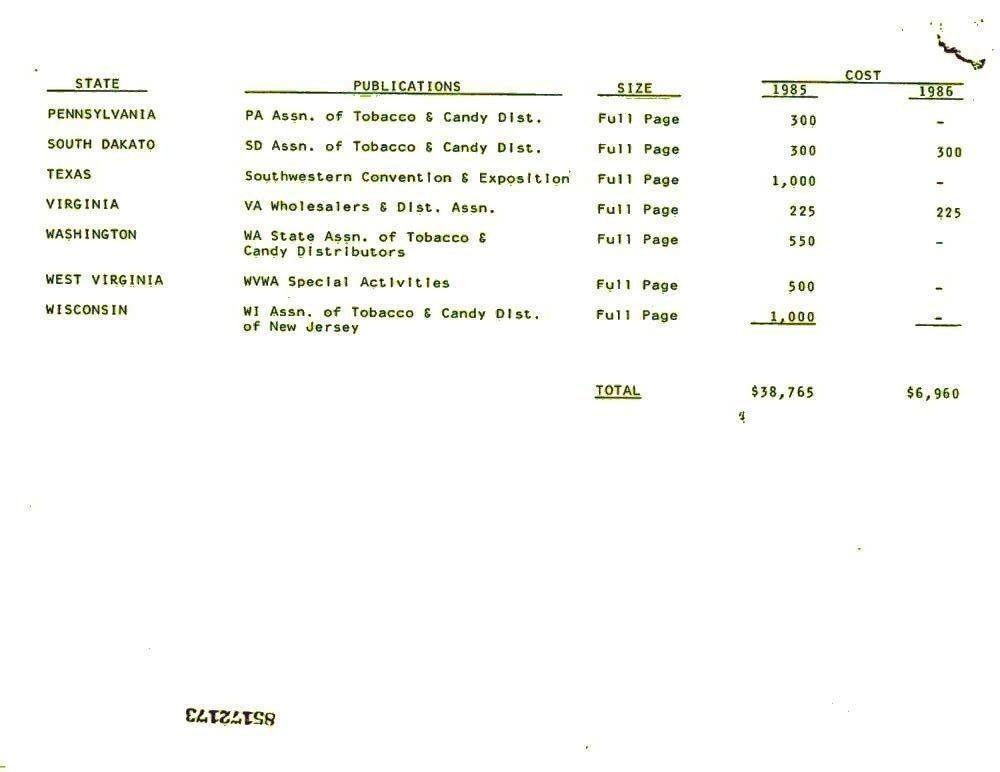 COST
STATE PUBLICATIONS SIZE 1985 1986
PENNSYLVANIA PA Assn. of Tobacco & Candy Dist. Full Page 300 -
SOUTH DAKATO SD Assn. of Tobacco & Candy Dist. Full Page 300 300
TEXAS Southwestern Convention & Exposition Full Page 1,000 -
VIRGINIA VA Wholesalers & Dist. Assn. Full Page 225 225
WASHINGTON WA State Assn. of Tobacco & Full Page 550 -
Candy Distributors
WEST VIRGINIA WVWA Special Activities Full Page 500 -
WISCONSIN WI Assn. of Tobacco & Candy Dist. Full Page 1,000 -
of New Jersey
TOTAL $38,765 $6,960
851772173